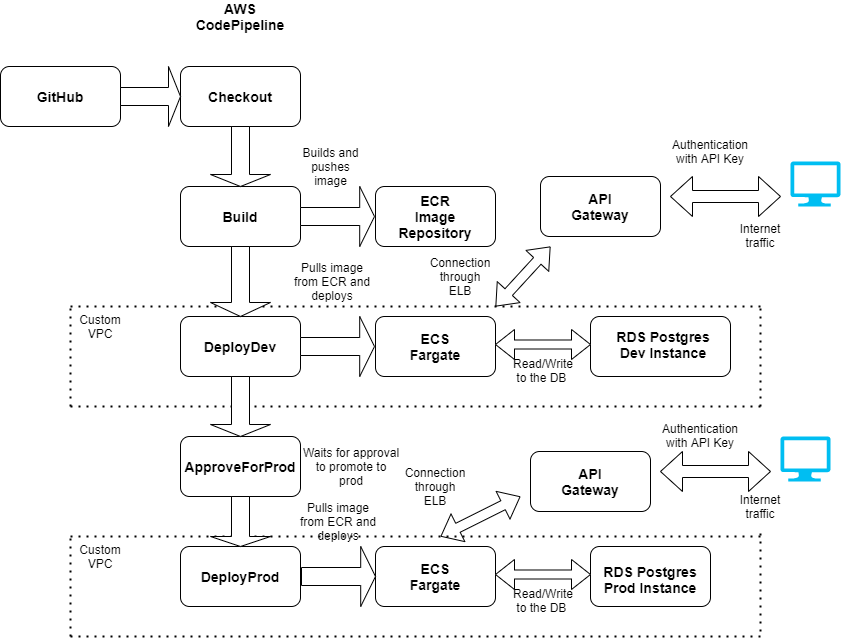 AWS
CodePipeline
GitHub
Checkout
Builds and
pushes
image
Authentication
with API Key
Build
ECR
Image
Repository
API
Gateway
Internet
traffic
Pulls image
from ECR and
deploys
Connection
through
ELB
Custom
VPC
DeployDev
ECS
Fargate
Read/Write
to the DB
RDS Postgres
Dev Instance
ApproveForProd
Waits for approval
to promote to
prod
Connection
through
ELB
API
Gateway
Authentication
with API Key
Internet
traffic
Pulls image
from ECR and
deploys
Custom
VPC
DeployProd
ECS
Fargate
Read/Write
to the DB
RDS Postgres
Prod Instance